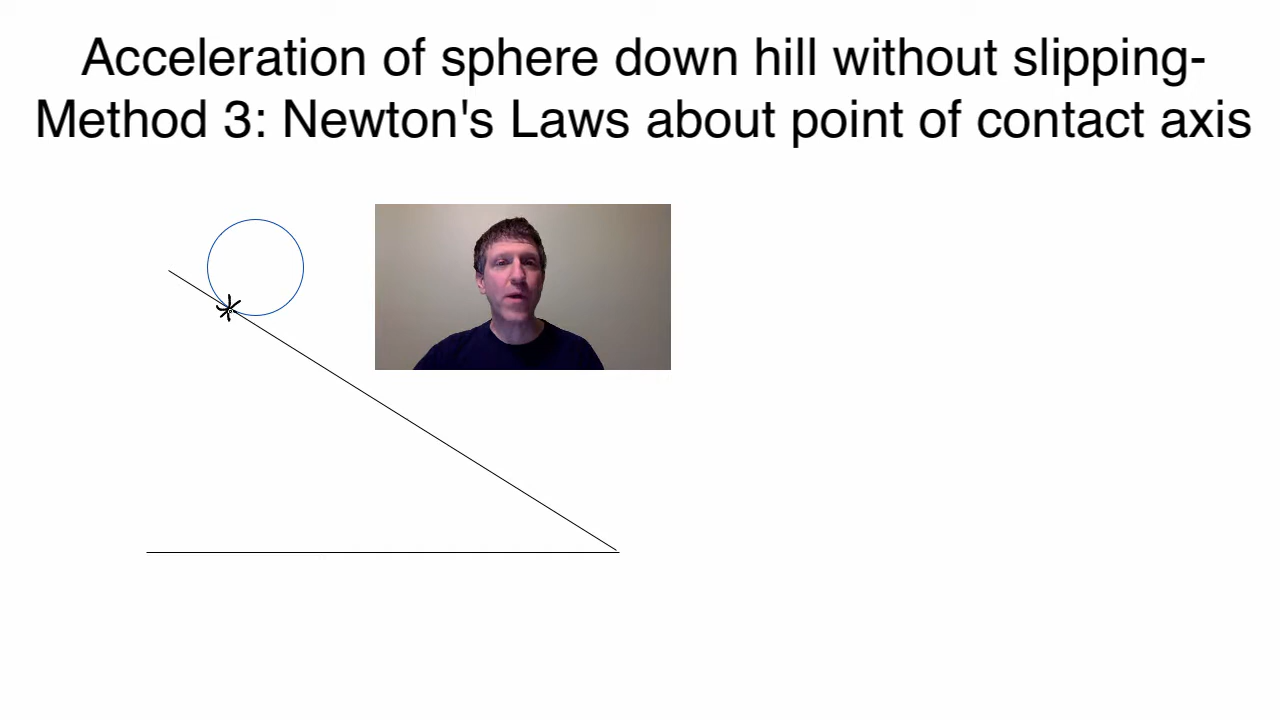 Acceleration of sphere down hill without slipping-
Method 3: Newton's Laws about point of contact axis